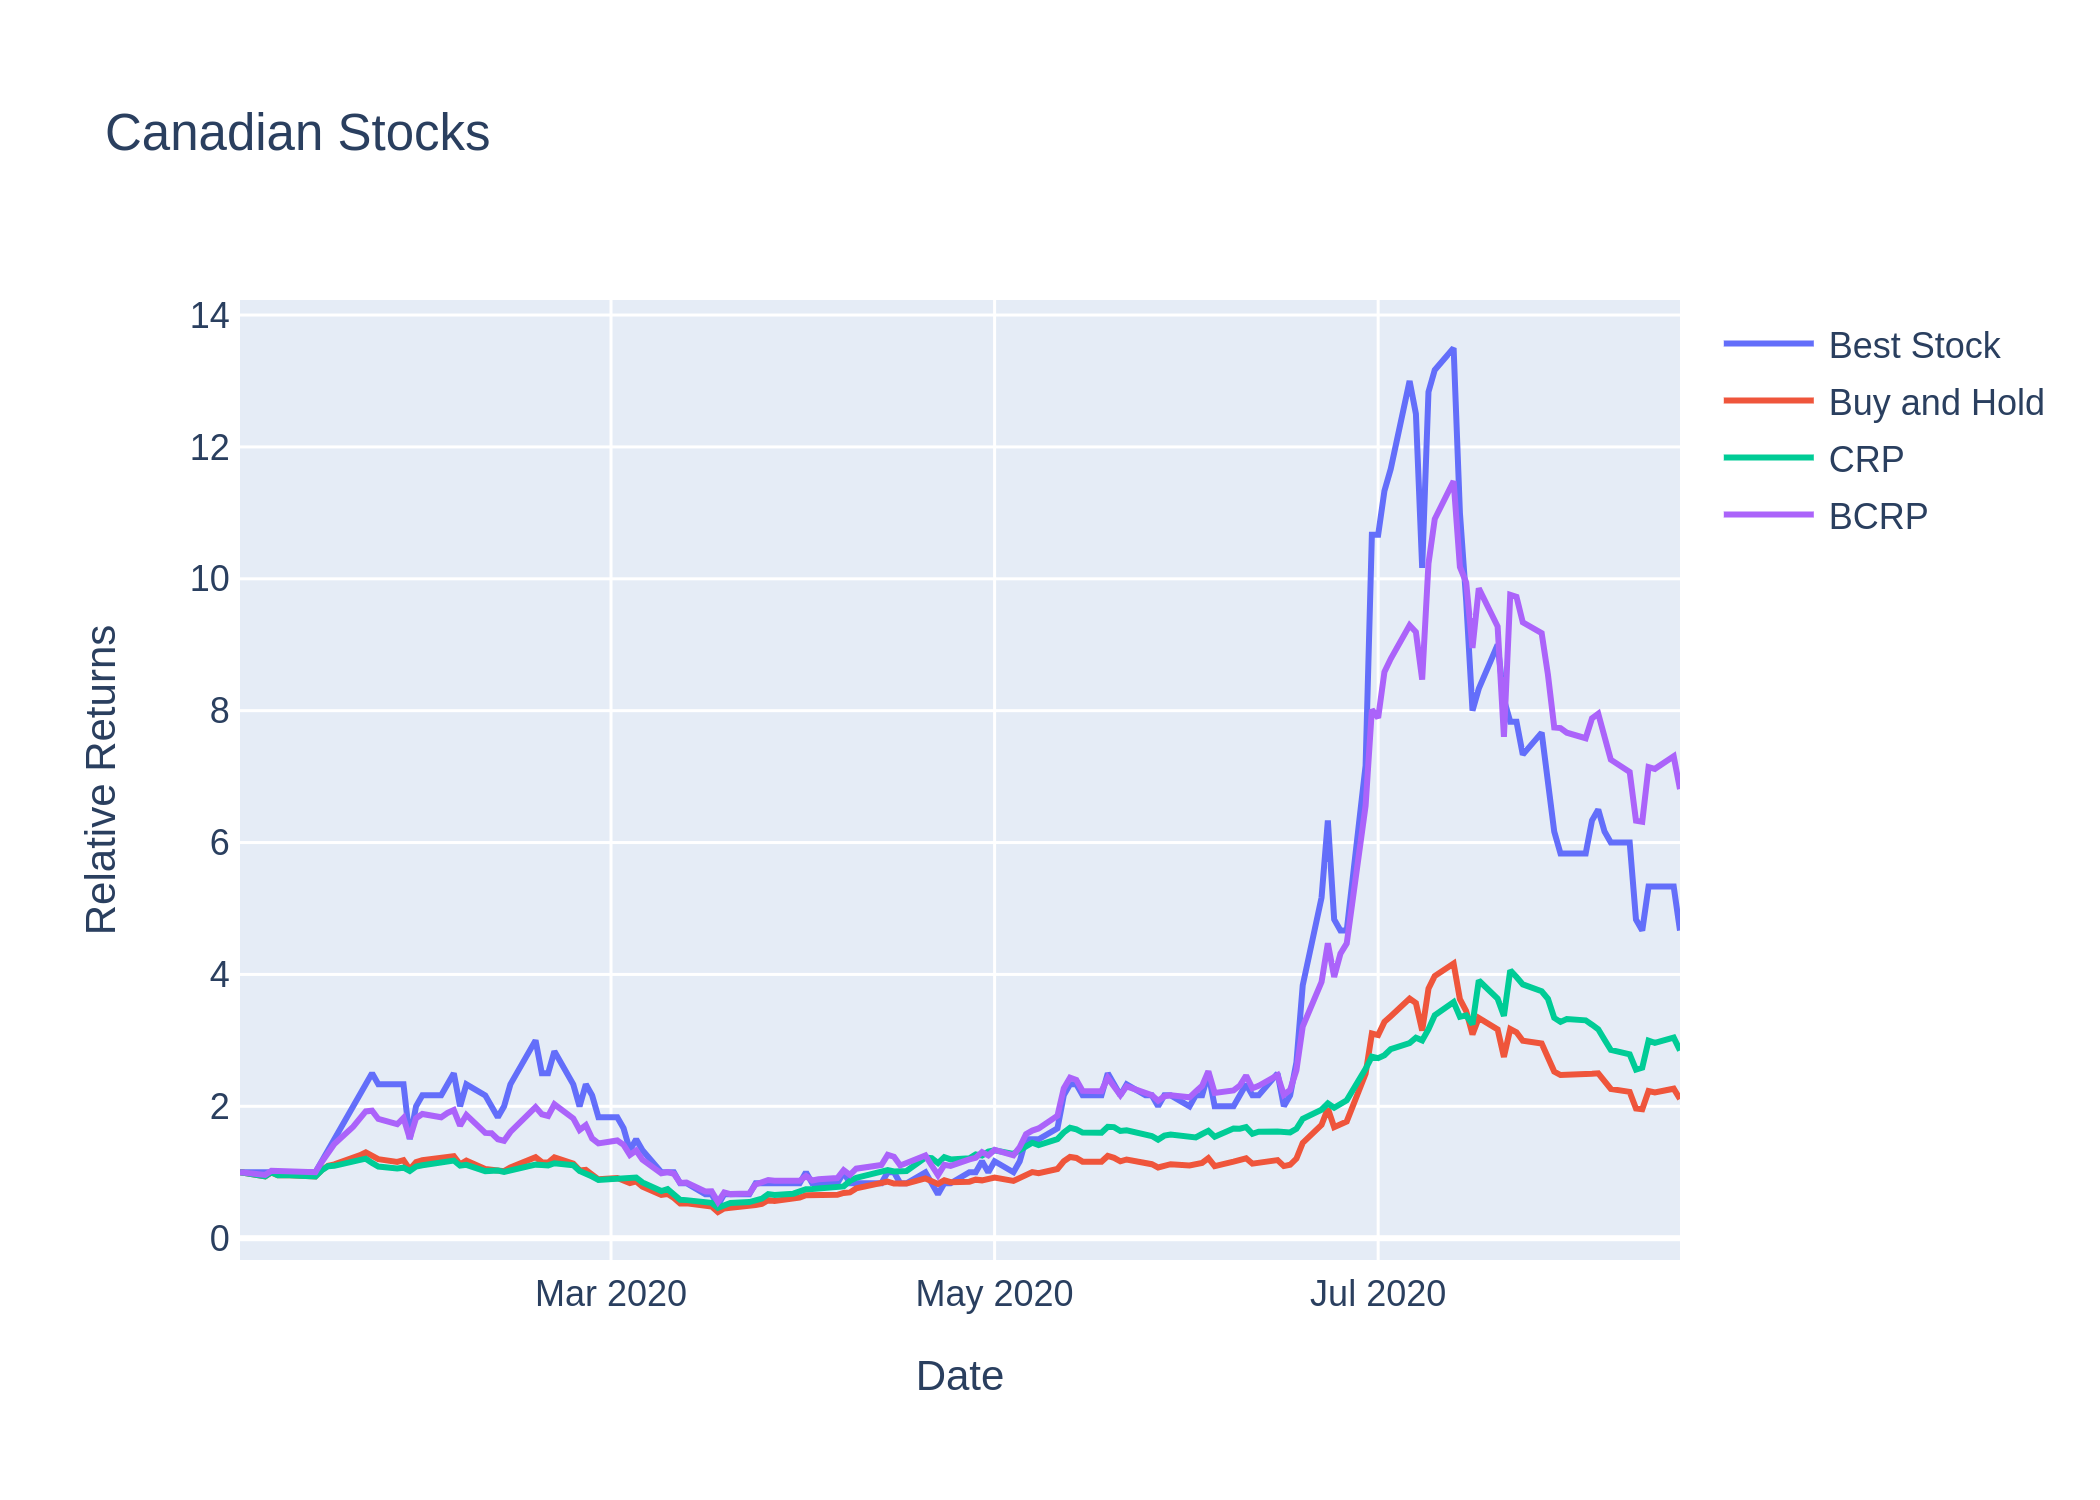 Canadian Stocks
14
12
10
8
6
4
2
0
Relative Returns
Mar 2020
May 2020
Jul 2020
Date
Best Stock
Buy and Hold
CRP
BCRP